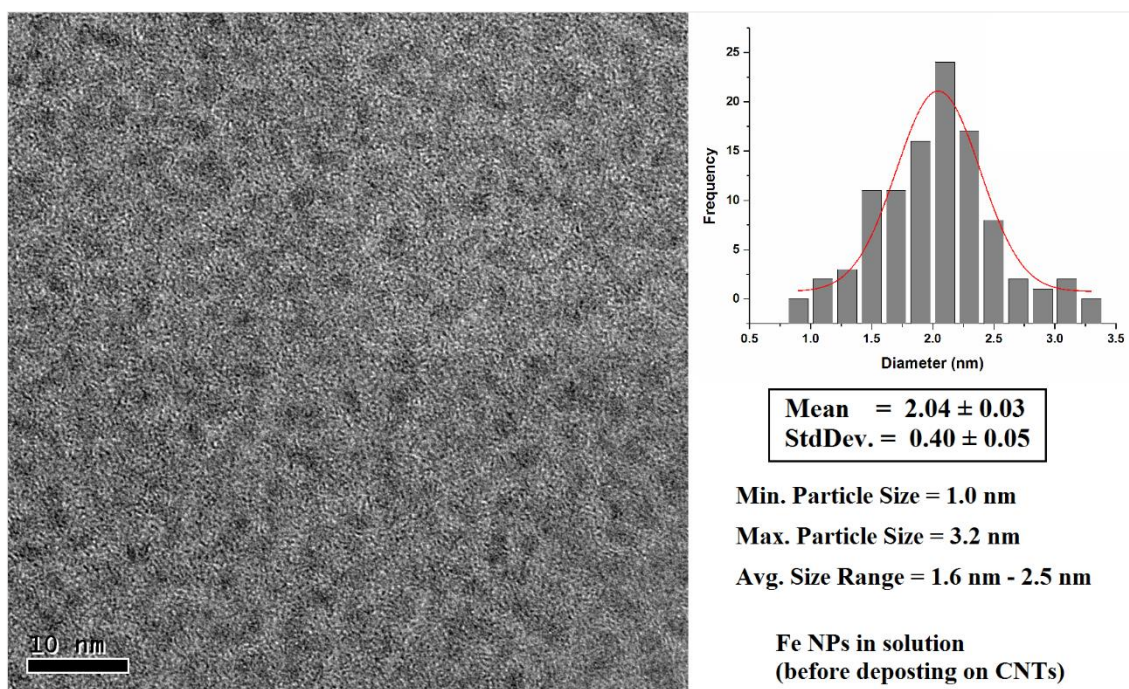 10 nm
25
20
15
10
5
0
Frequency
0.5 1.0 1.5 2.0 2.5 3.0 3.5
Diameter (nm)
Mean = 2.04 ± 0.03
StdDev. = 0.40 ± 0.05
Min. Particle Size = 1.0 nm
Max. Particle Size = 3.2 nm
Avg. Size Range = 1.6 nm - 2.5 nm
Fe NPs in solution
(before deposting on CNTs)